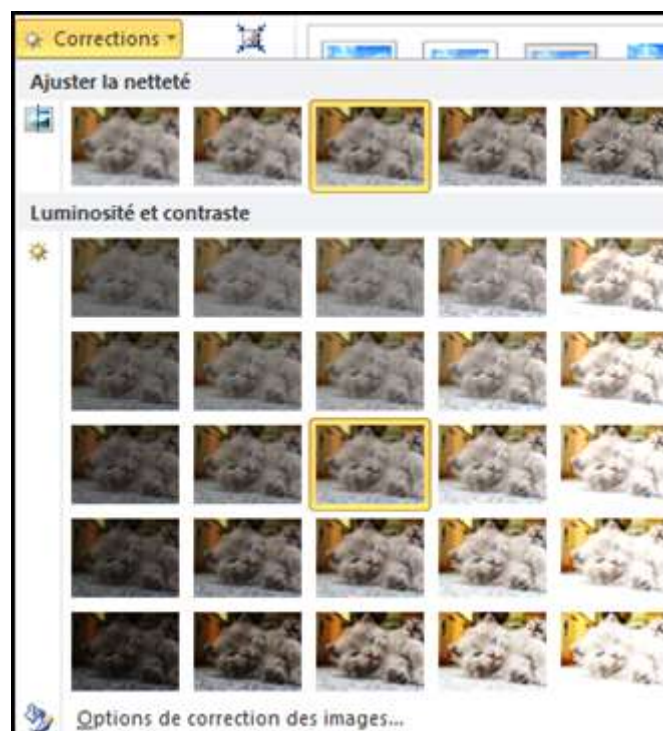 Corrections
Ajuster la netteté
Luminosité et contraste
Options de correction des images...